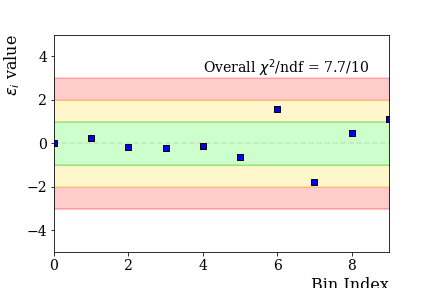 Overall χ²/ndf = 7.7/10
εᵢ value
4
2
0
−2
−4
0 2 4 6 8
Bin Index